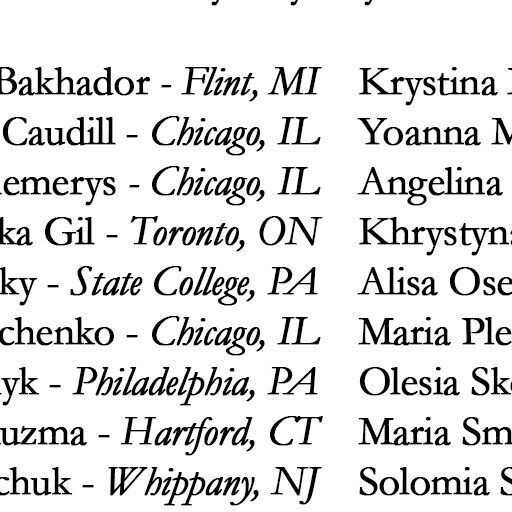 Bakhador - Flint, MI Krystina
Caudill - Chicago, IL Yoanna
emerys - Chicago, IL Angelina
ka Gil - Toronto, ON Khrystyn
ky - State College, PA Alisa Ose
chenko - Chicago, IL Maria Ple
yk - Philadelphia, PA Olesia Sk
uzma - Hartford, CT Maria Sm
chuk - Whippany, NJ Solomia S